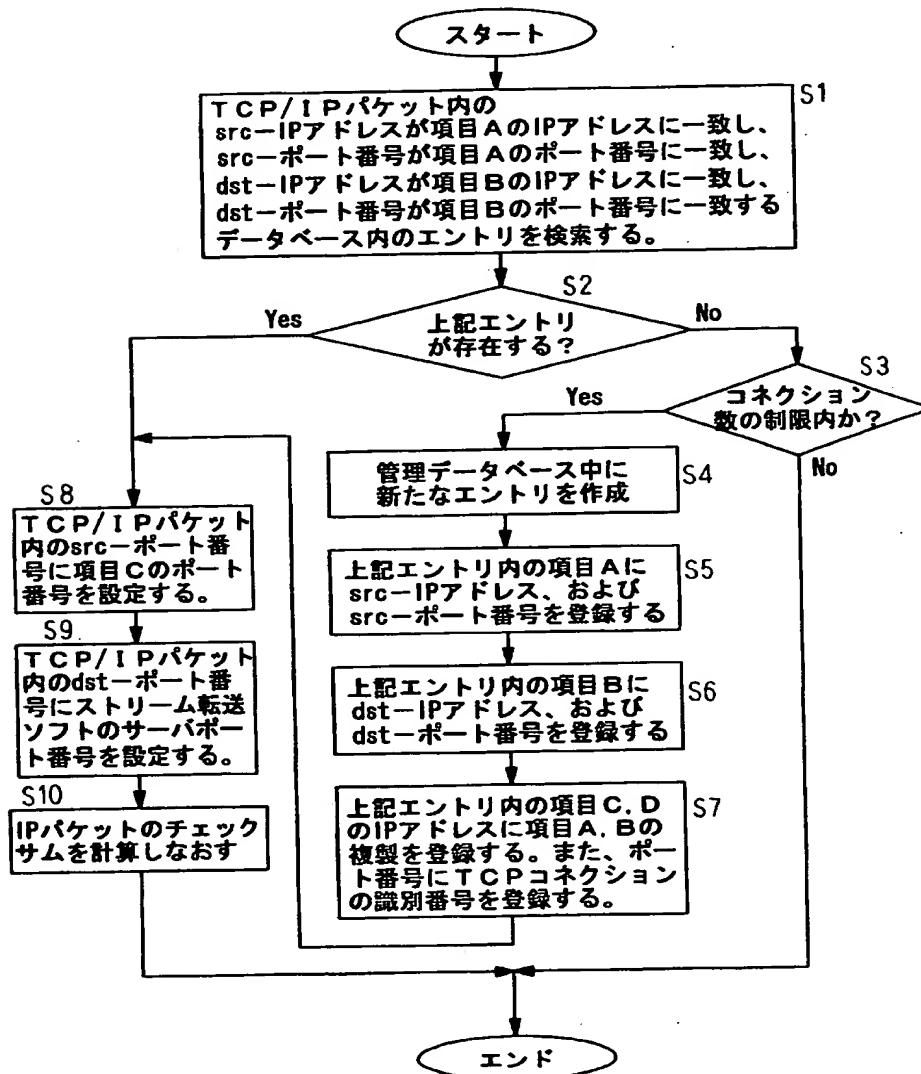 スタート
S1
TCP/IPパケット内の
src-IPアドレスが項目AのIPアドレスに一致し、
src-ポート番号が項目Aのポート番号に一致し、
dst-IPアドレスが項目BのIPアドレスに一致し、
dst-ポート番号が項目Bのポート番号に一致する
データベース内のエントリを検索する。
S2
上記エントリ
が存在する?
Yes
No
S3
コネクション
数の制限内か?
Yes
No
S4
管理データベース中に
新たなエントリを作成
S5
上記エントリ内の項目Aに
src-IPアドレス、および
src-ポート番号を登録する
S6
上記エントリ内の項目Bに
dst-IPアドレス、および
dst-ポート番号を登録する
S7
上記エントリ内の項目C,D
のIPアドレスに項目A,Bの
複製を登録する。また、ポー
ト番号にTCPコネクション
の識別番号を登録する。
S8
TCP/IPパケット
内のsrc-ポート番
号に項目Cのポート
番号を設定する。
S9
TCP/IPパケット
内のdst-ポート番
号にストリーム転送
ソフトのサーバポー
ト番号を設定する。
S10
IPパケットのチェック
サムを計算しなおす
エンド